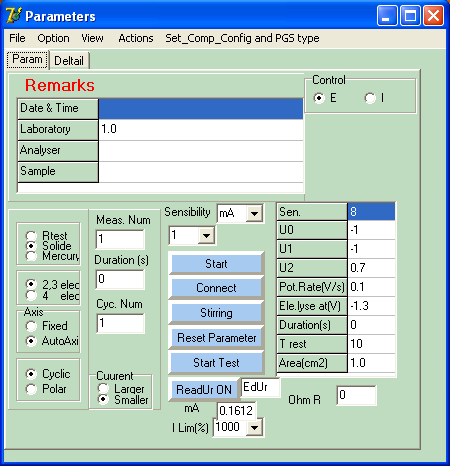 Parameters
File Option View Actions Set_Comp_Config and PGS type
Param Deltail
Remarks
Control
E I
Date & Time
Laboratory 1.0
Analyser
Sample
Rtest
Solide
Mercury
2,3 elec
4 elec
Axis
Fixed
AutoAxi
Cyclic
Polar
Meas. Num
1
Duration (s)
0
Cyc. Num
1
Cuurent
Larger
Smaller
Sensibility mA
1
Start
Connect
Stirring
Reset Parameter
Start Test
ReadUr ON EdUr
mA 0.1612
I Lim(%) 1000
Sen. 8
U0 -1
U1 -1
U2 0.7
Pot.Rate(V/s) 0.1
Ele.lyse at(V) -1.3
Duration(s) 0
T rest 10
Area(cm2) 1.0
Ohm R 0